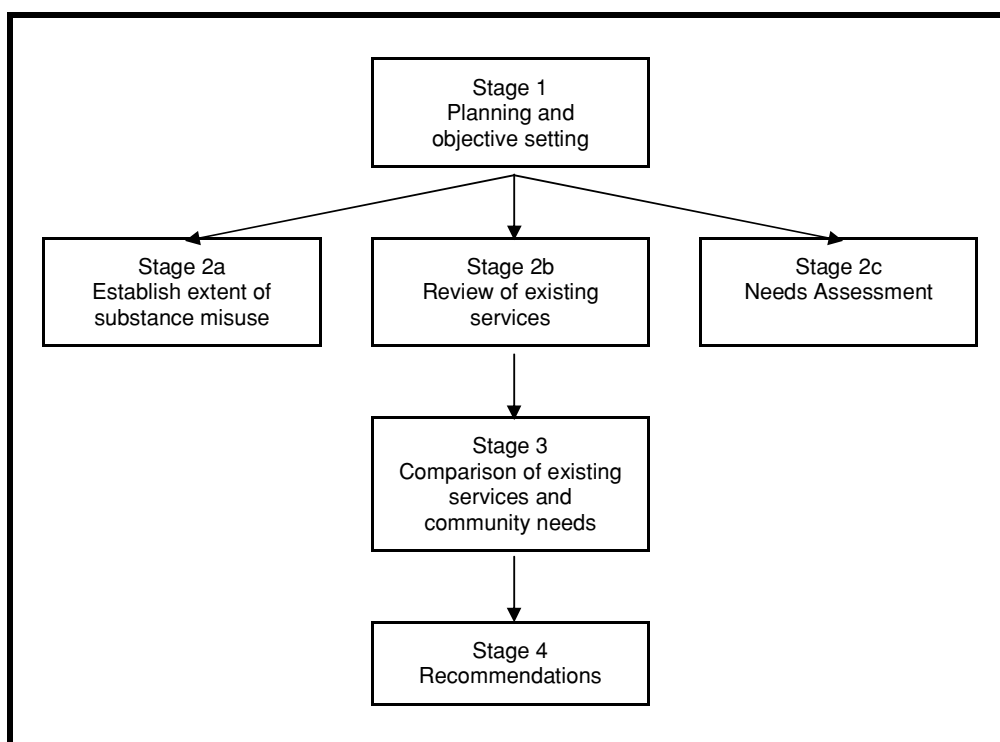 Stage 1
Planning and
objective setting
Stage 2a
Establish extent of
substance misuse
Stage 2b
Review of existing
services
Stage 2c
Needs Assessment
Stage 3
Comparison of existing
services and
community needs
Stage 4
Recommendations